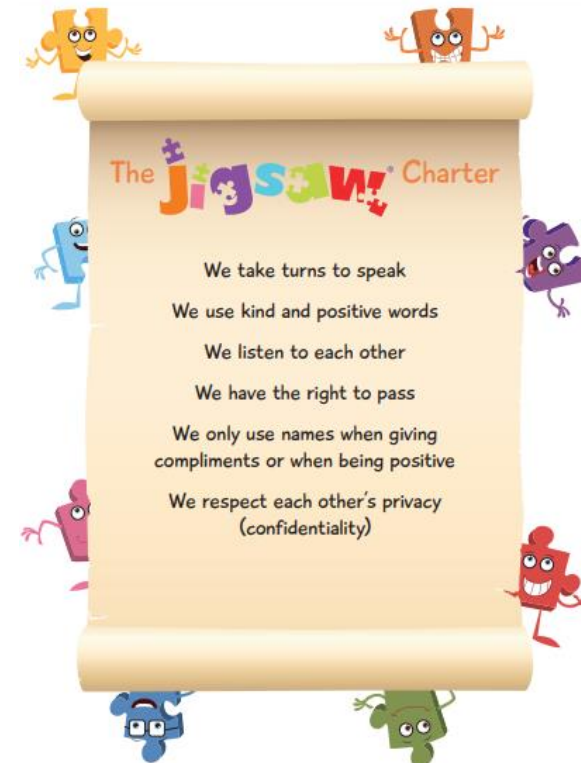 The Jigsaw® Charter
We take turns to speak
We use kind and positive words
We listen to each other
We have the right to pass
We only use names when giving
compliments or when being positive
We respect each other's privacy
(confidentiality)